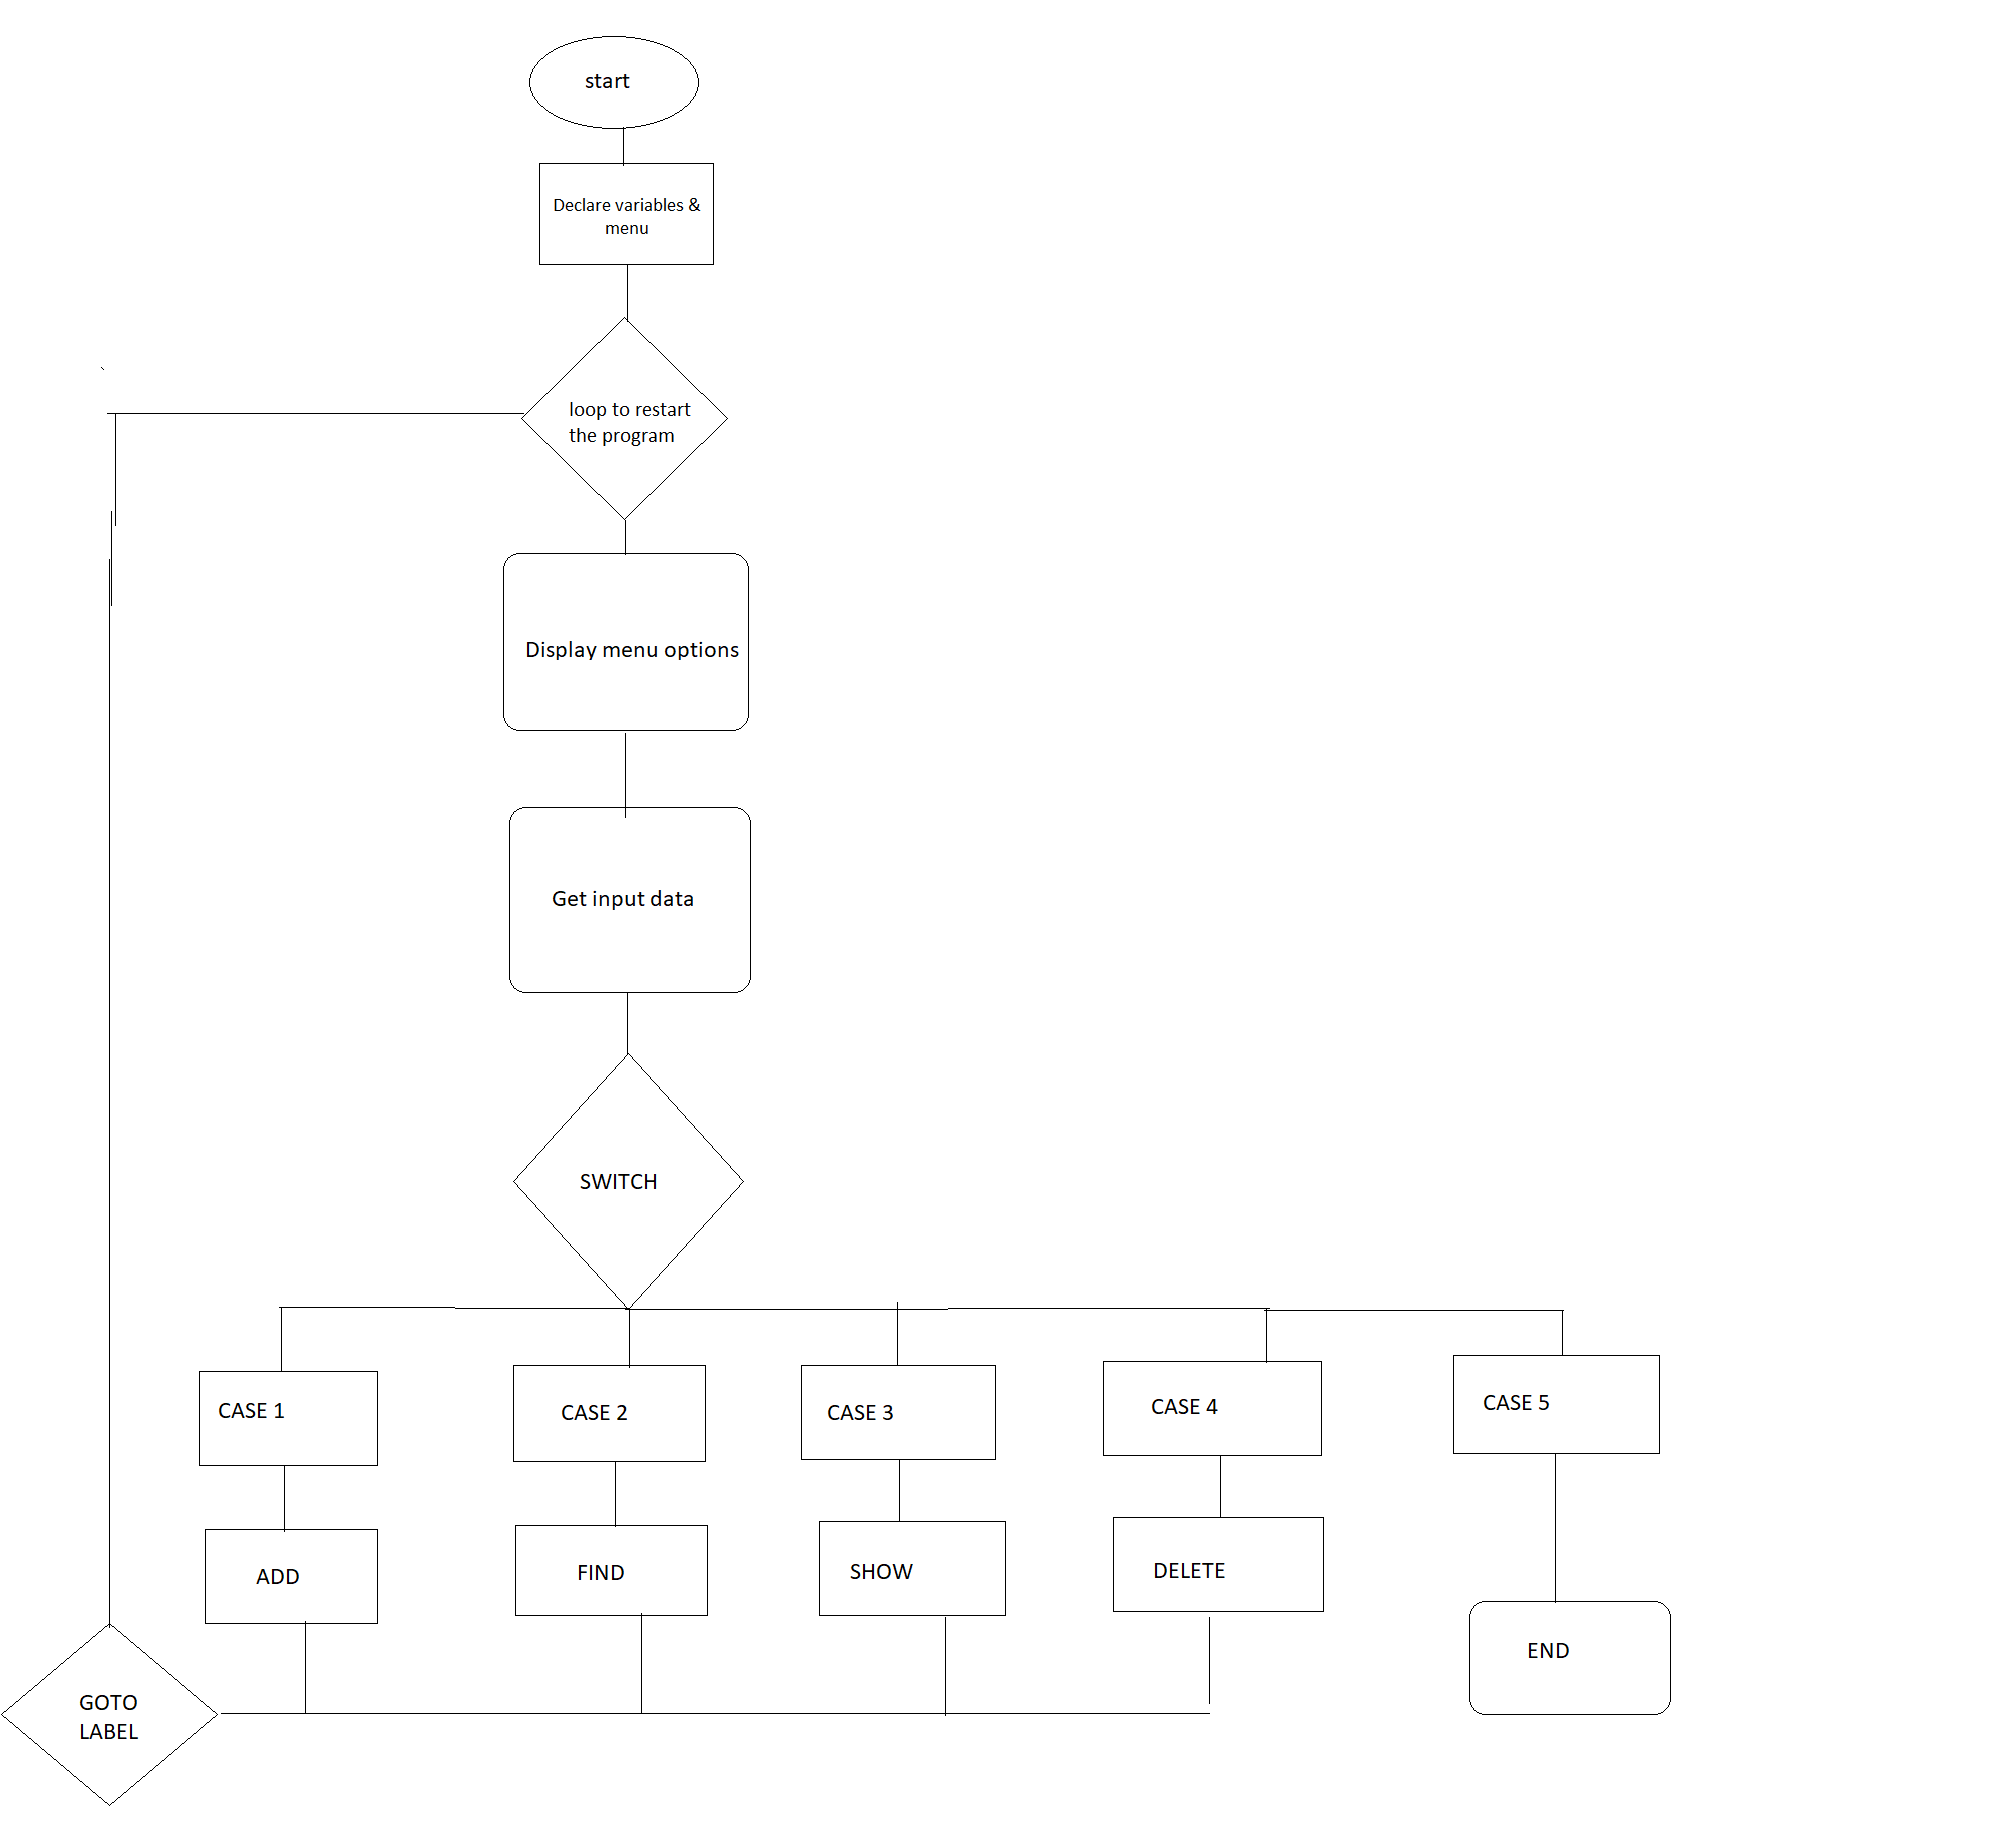 start
Declare variables &
menu
loop to restart
the program
Display menu options
Get input data
SWITCH
CASE 1
CASE 2
CASE 3
CASE 4
CASE 5
ADD
FIND
SHOW
DELETE
END
GOTO
LABEL